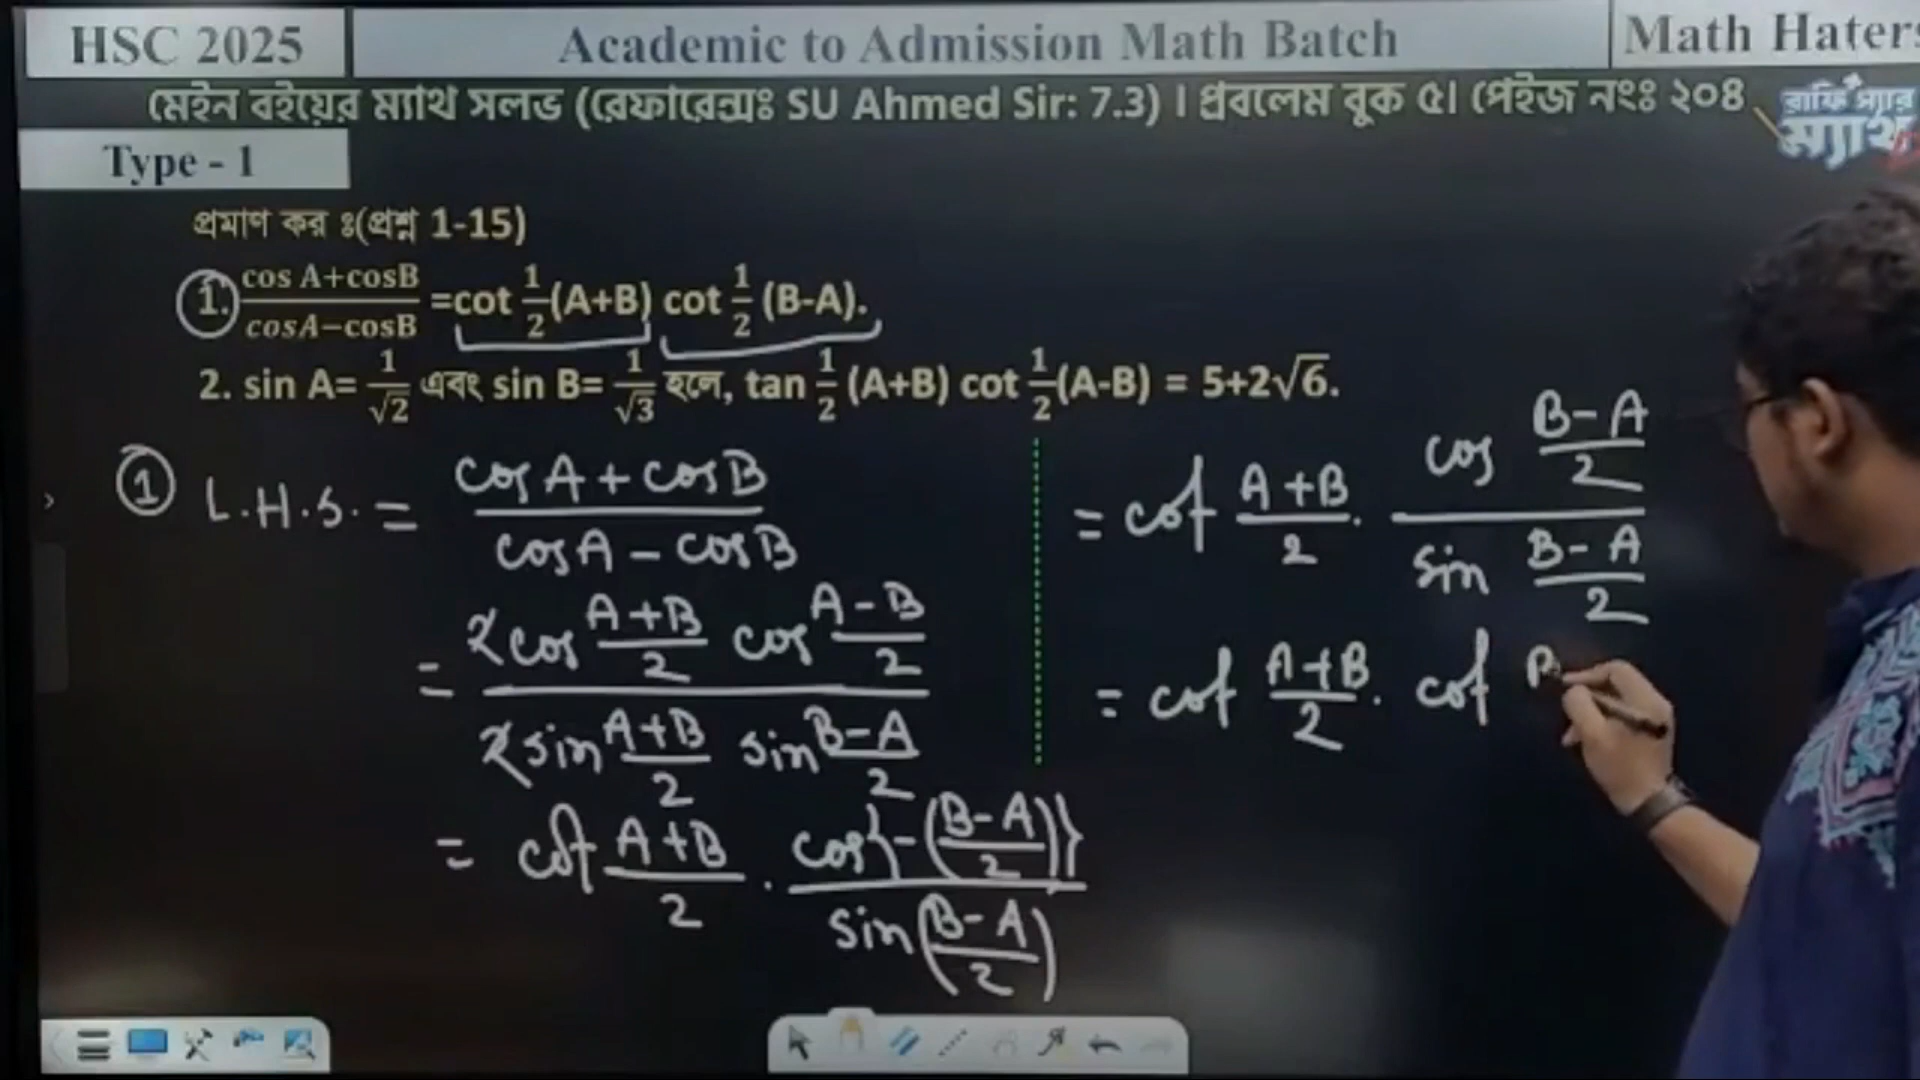 HSC 2025
Academic to Admission Math Batch
Math Haters
মেইন বইয়ের ম্যাথ সলভ (রেফারেন্সঃ SU Ahmed Sir: 7.3) । প্রবলেম বুক ৫। পেইজ নংঃ ২০৪
রাফি স্যার
ম্যাথ
Type - 1
প্রমাণ কর ঃ(প্রশ্ন 1-15)
1. (cos A+cosB)/(cosA−cosB) =cot 1/2(A+B) cot 1/2 (B-A).
2. sin A= 1/√2 এবং sin B= 1/√3 হলে, tan 1/2 (A+B) cot 1/2(A-B) = 5+2√6.
① L.H.S. = (cosA + cosB)/(cosA − cosB)
= (2cos (A+B)/2 cos (A−B)/2)/(2sin (A+B)/2 sin (B−A)/2)
= cot (A+B)/2 . cos{−((B−A)/2)}/sin((B−A)/2)
= cot (A+B)/2 . (cos (B−A)/2)/(sin (B−A)/2)
= cot (A+B)/2 . cot B